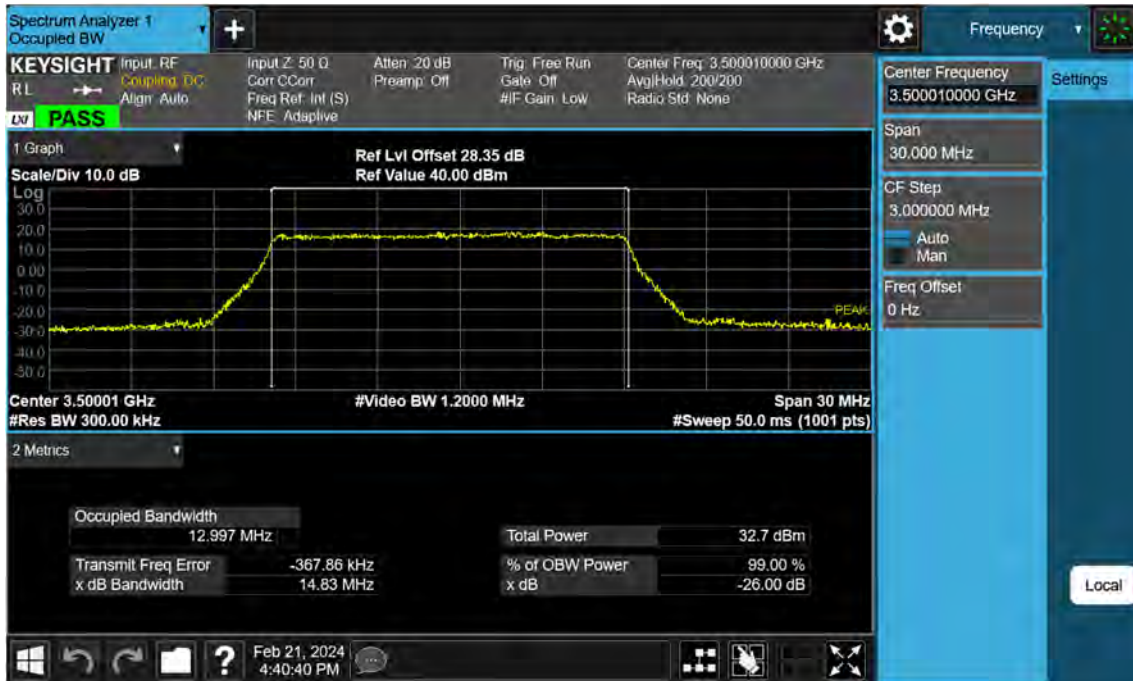 Spectrum Analyzer 1
Occupied BW
+
Frequency
KEYSIGHT
RL
LXI
PASS
Input: RF
Coupling: DC
Align: Auto
Input Z: 50 Ω
Corr CCorr
Freq Ref: Int (S)
NFE: Adaptive
Atten: 20 dB
Preamp: Off
Trig: Free Run
Gate: Off
#IF Gain: Low
Center Freq: 3.500010000 GHz
Avg|Hold: 200/200
Radio Std: None
Center Frequency
3.500010000 GHz
Settings
Span
30.000 MHz
CF Step
3.000000 MHz
Auto
Man
Freq Offset
0 Hz
1 Graph
Scale/Div 10.0 dB
Ref Lvl Offset 28.35 dB
Ref Value 40.00 dBm
Log
30.0
20.0
10.0
0.00
-10.0
-20.0
-30.0
-40.0
-50.0
PEAK
Center 3.50001 GHz
#Res BW 300.00 kHz
#Video BW 1.2000 MHz
Span 30 MHz
#Sweep 50.0 ms (1001 pts)
2 Metrics
Occupied Bandwidth
12.997 MHz
Transmit Freq Error -367.86 kHz
x dB Bandwidth 14.83 MHz
Total Power 32.7 dBm
% of OBW Power 99.00 %
x dB -26.00 dB
Local
?
Feb 21, 2024
4:40:40 PM